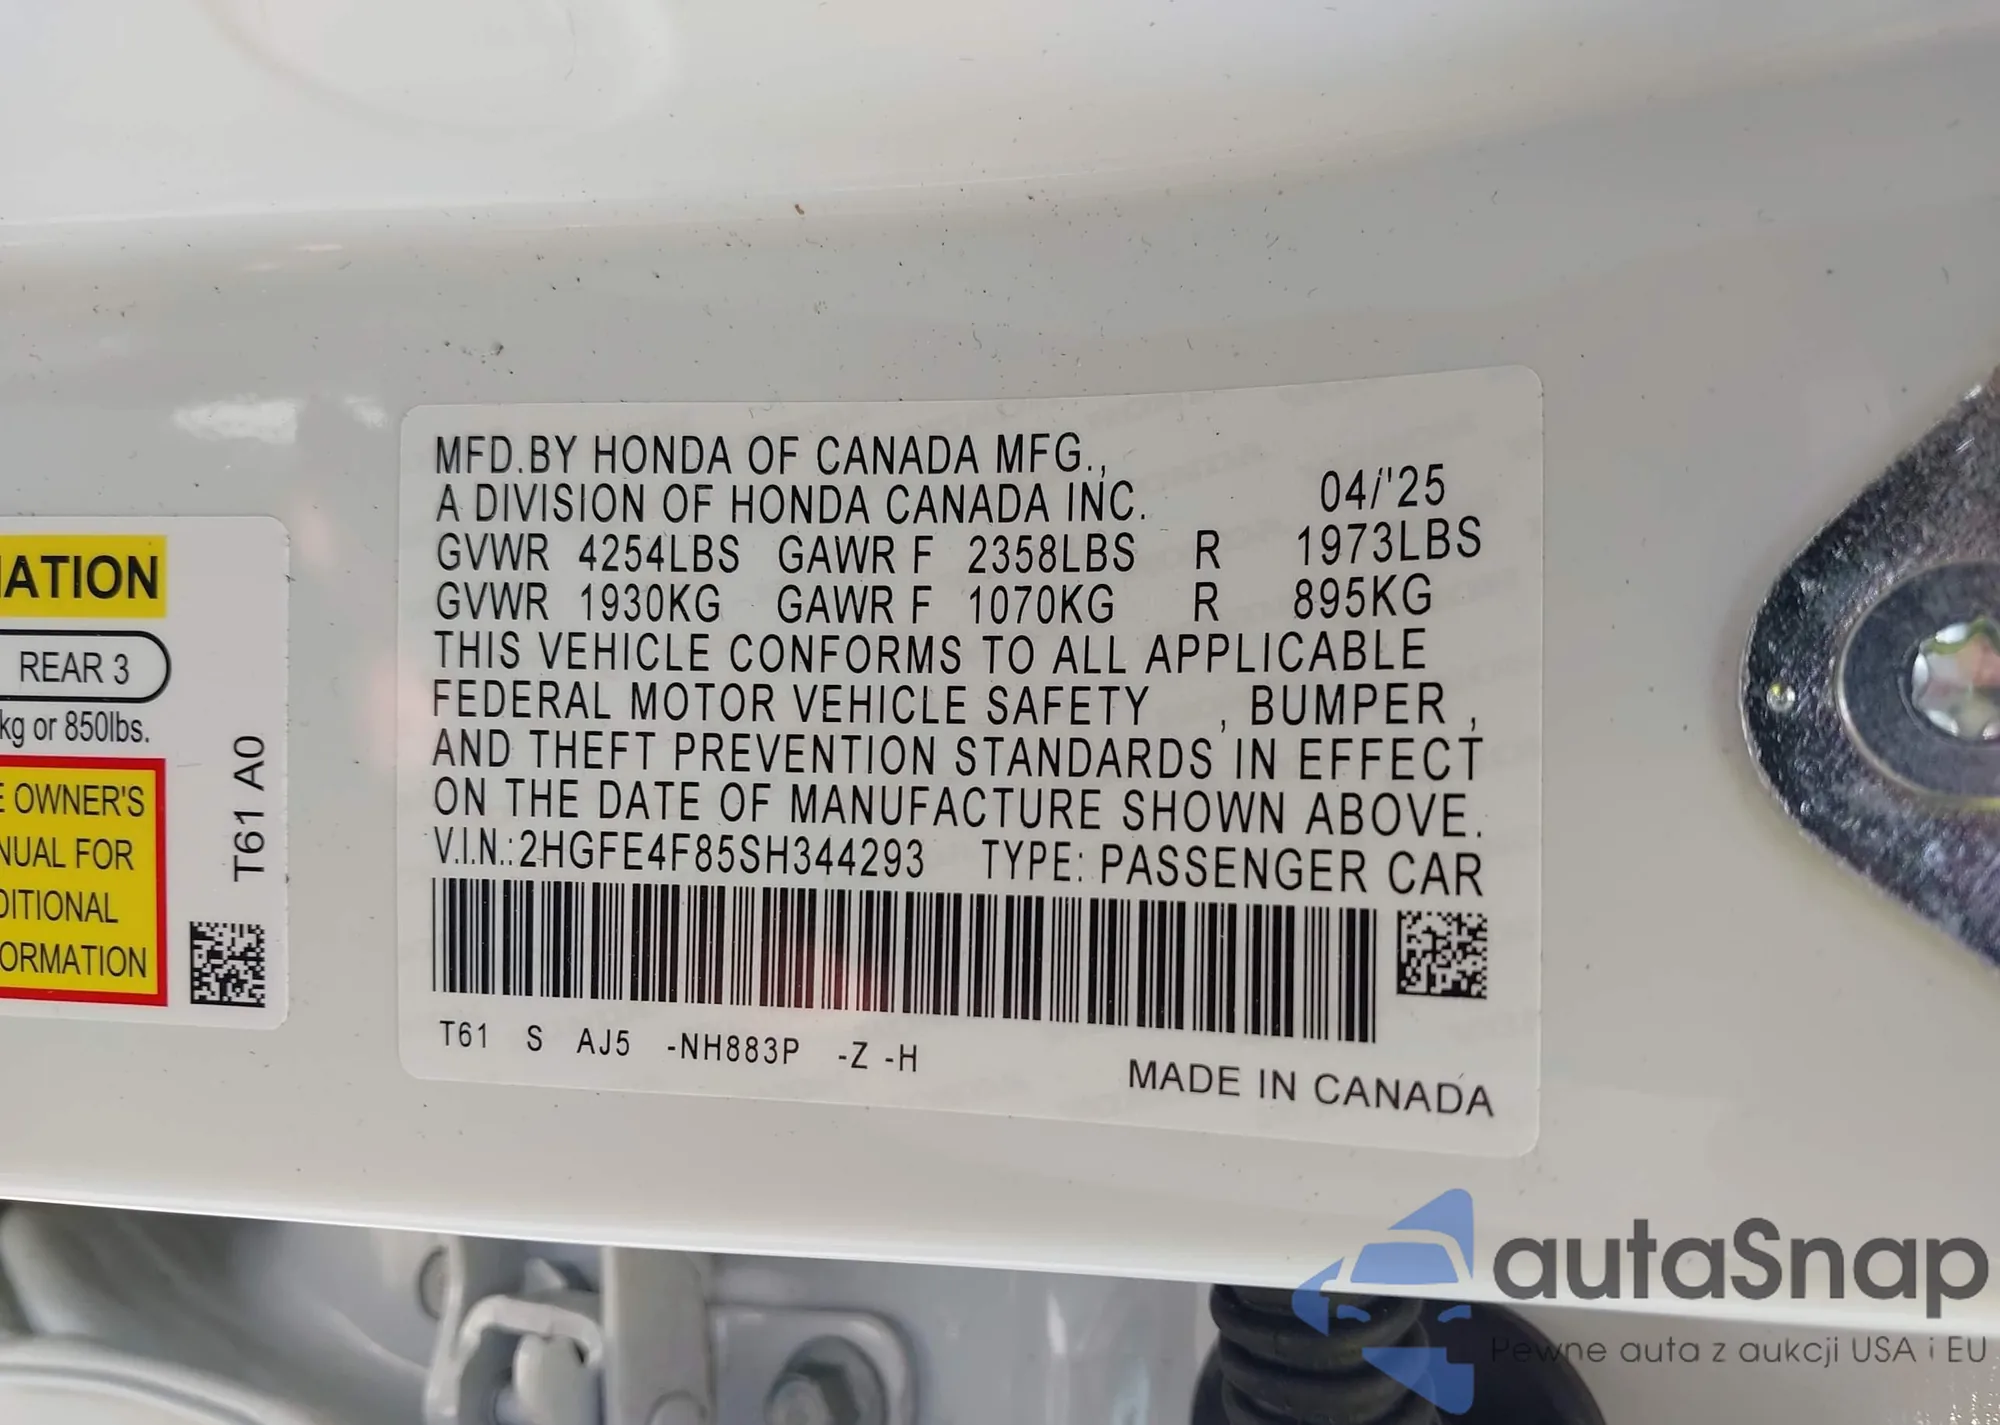 MFD.BY HONDA OF CANADA MFG.,
A DIVISION OF HONDA CANADA INC. 04/'25
GVWR 4254LBS GAWR F 2358LBS R 1973LBS
GVWR 1930KG GAWR F 1070KG R 895KG
THIS VEHICLE CONFORMS TO ALL APPLICABLE
FEDERAL MOTOR VEHICLE SAFETY , BUMPER ,
AND THEFT PREVENTION STANDARDS IN EFFECT
ON THE DATE OF MANUFACTURE SHOWN ABOVE.
V.I.N.:2HGFE4F85SH344293 TYPE: PASSENGER CAR
T61 S AJ5 -NH883P -Z -H
MADE IN CANADA
MATION
REAR 3
kg or 850lbs.
E OWNER'S
NUAL FOR
DITIONAL
ORMATION
T61 A0
autaSnap
Pewne auta z aukcji USA i EU